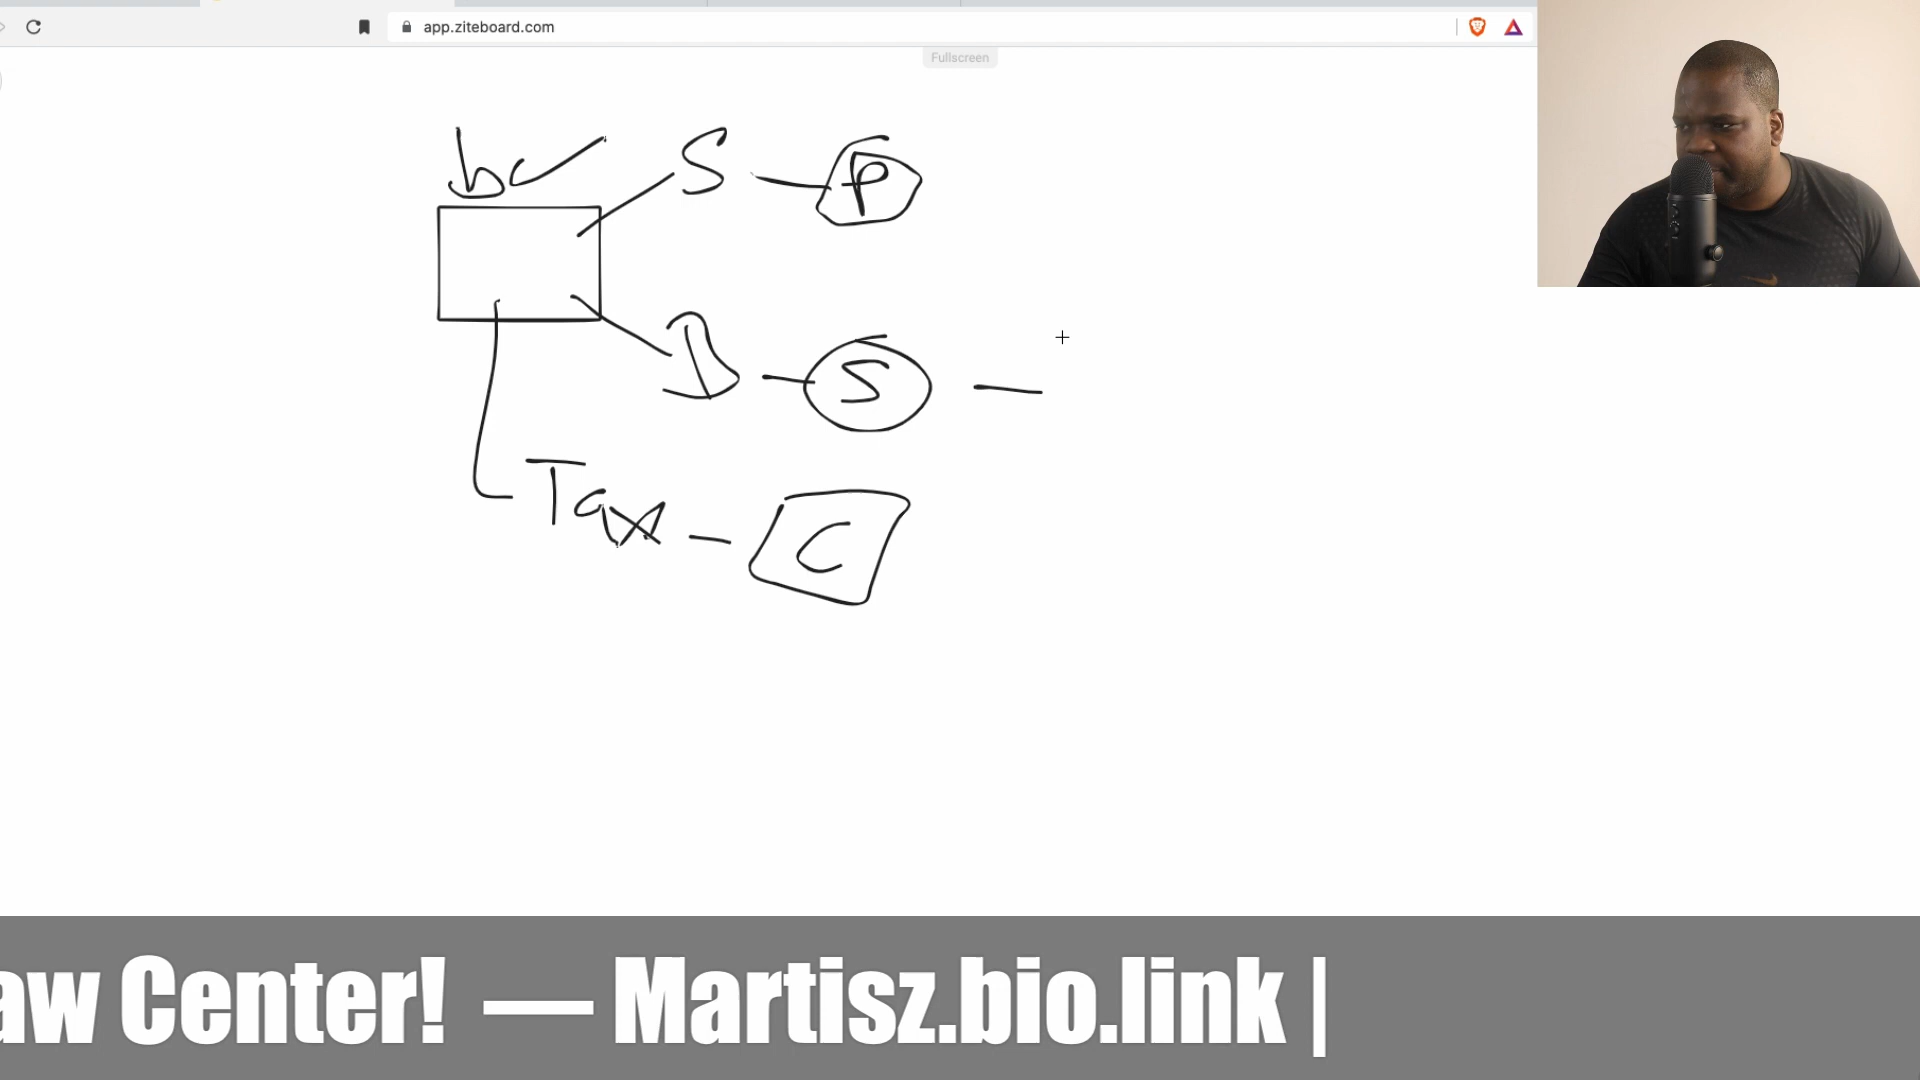 app.ziteboard.com
Fullscreen
bc
S
P
D
S
Tax
C
aw Center! — Martisz.bio.link |